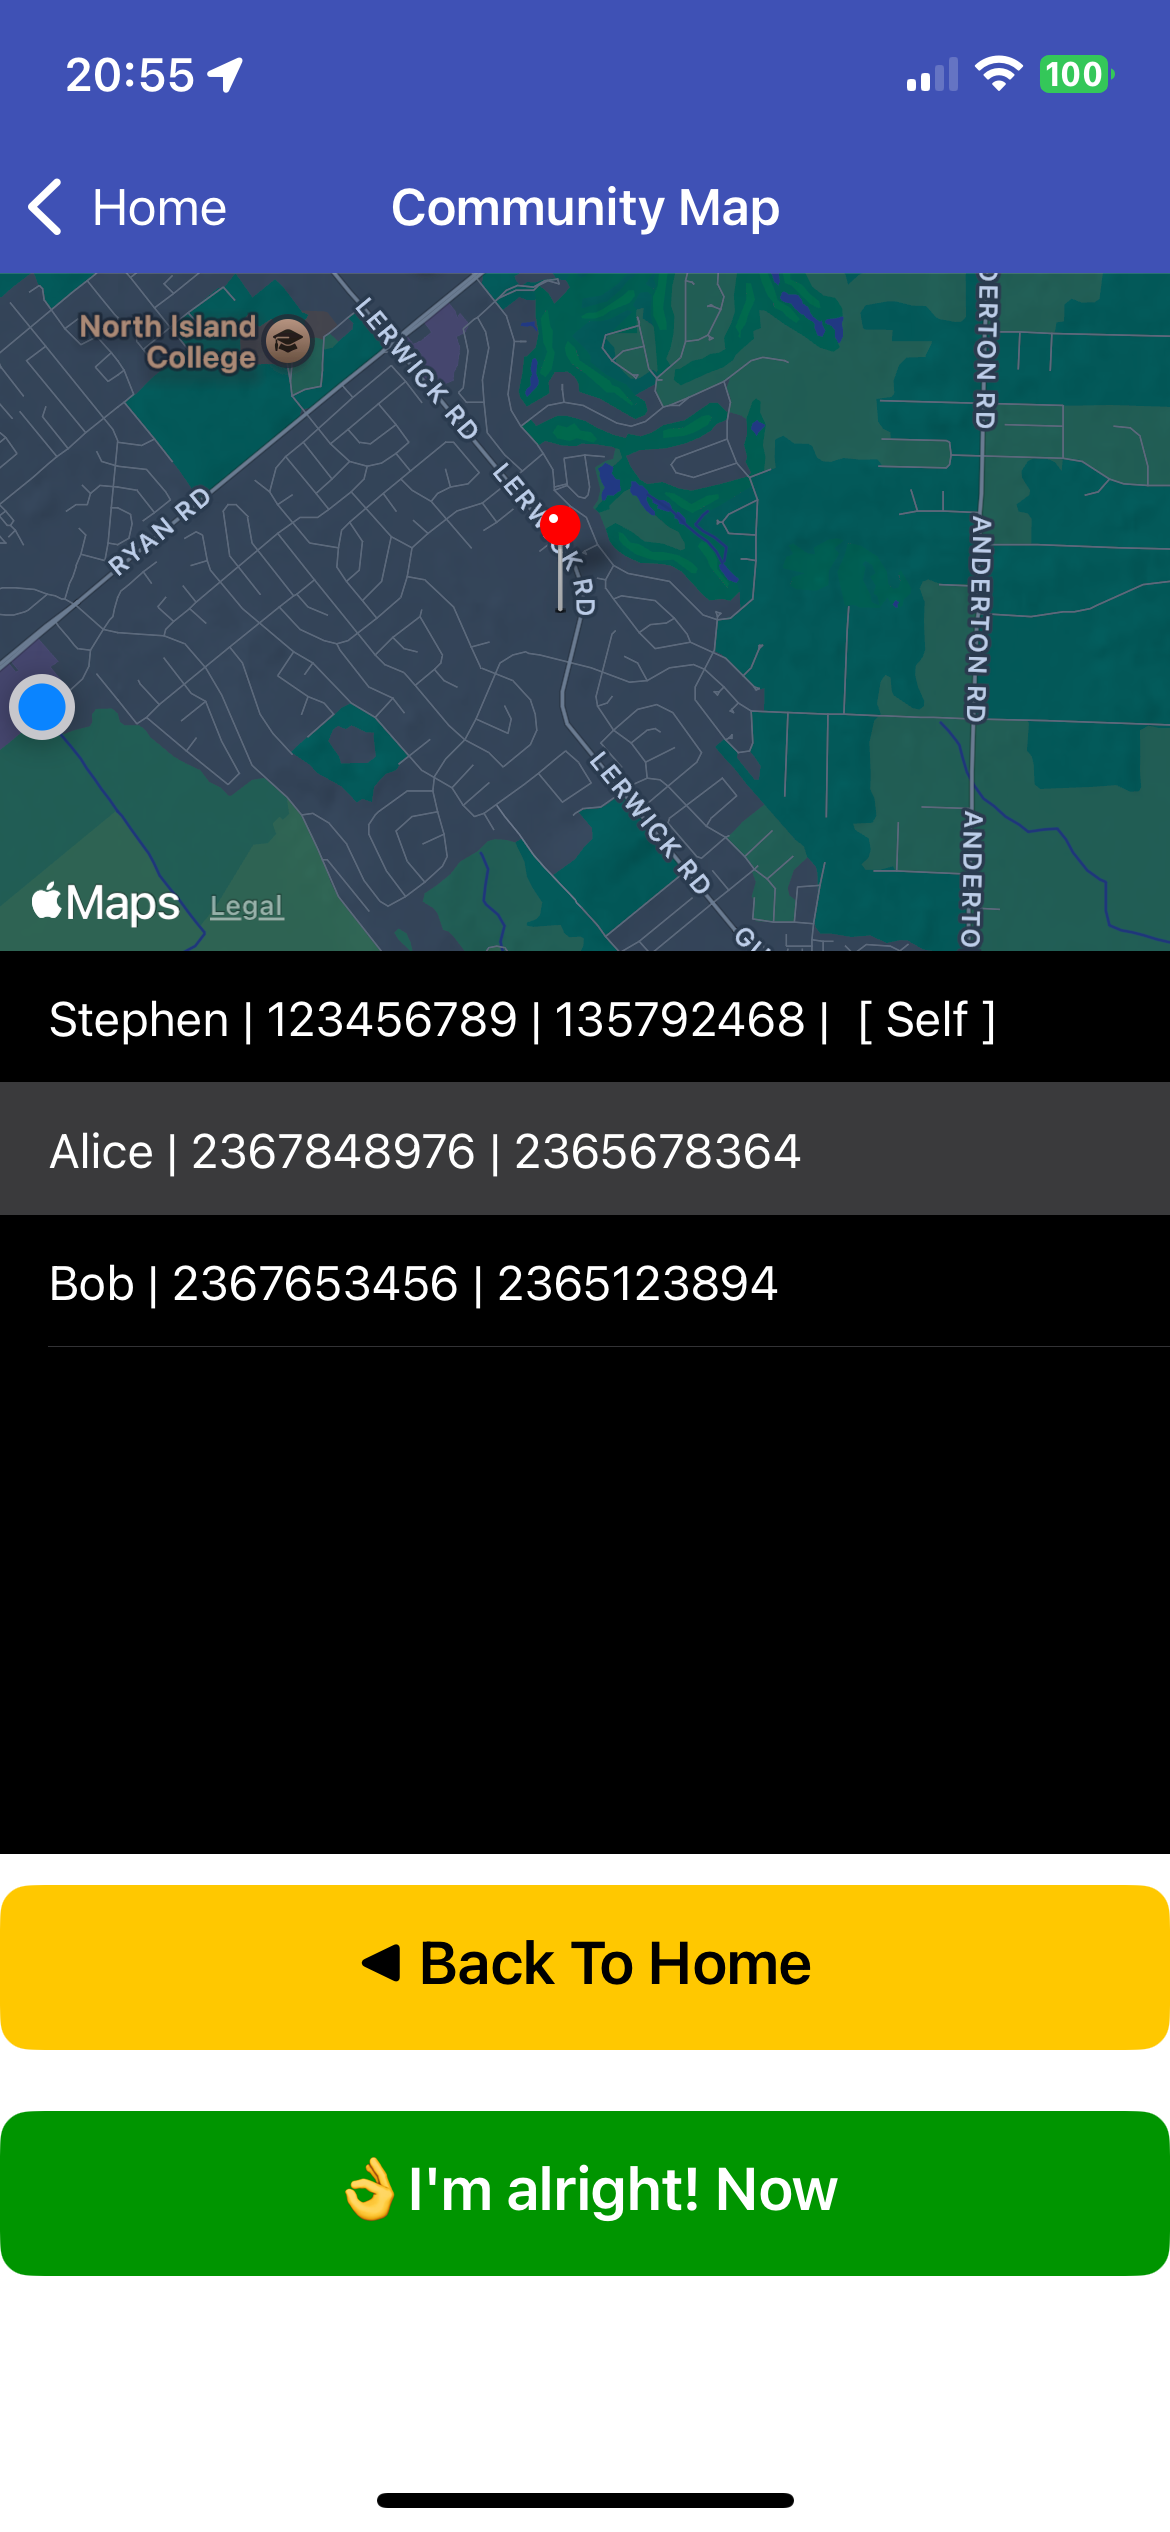 20:55
100
Home
Community Map
North Island
College
LERWICK RD
LERWICK RD
RYAN RD
LERWICK RD
DERTON RD
ANDERTON RD
ANDERTO
Maps
Legal
Stephen | 123456789 | 135792468 | [ Self ]
Alice | 2367848976 | 2365678364
Bob | 2367653456 | 2365123894
◀ Back To Home
👌I'm alright! Now